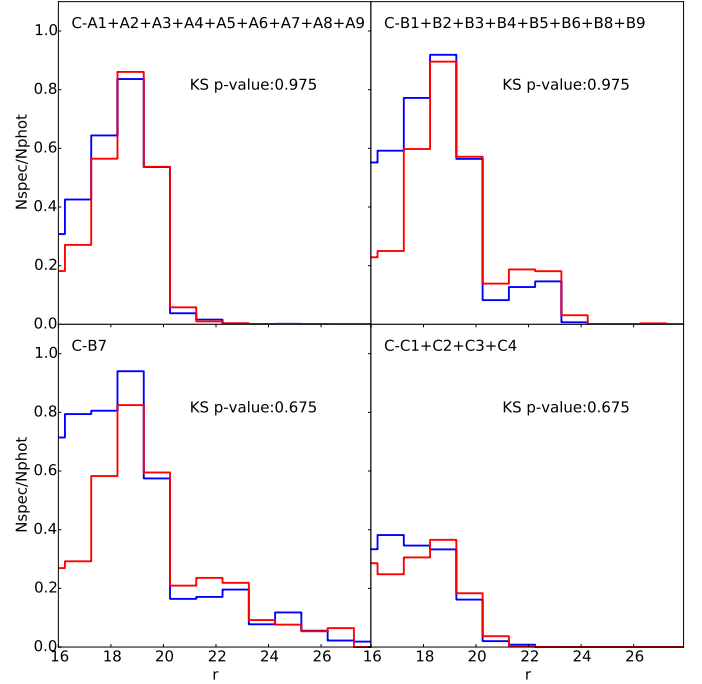 C-A1+A2+A3+A4+A5+A6+A7+A8+A9
KS p-value:0.975
C-B1+B2+B3+B4+B5+B6+B8+B9
KS p-value:0.975
1.0
0.8
0.6
0.4
0.2
0.0
Nspec/Nphot
C-B7
KS p-value:0.675
C-C1+C2+C3+C4
KS p-value:0.675
1.0
0.8
0.6
0.4
0.2
0.0
Nspec/Nphot
16 18 20 22 24 26
r
16 18 20 22 24 26
r